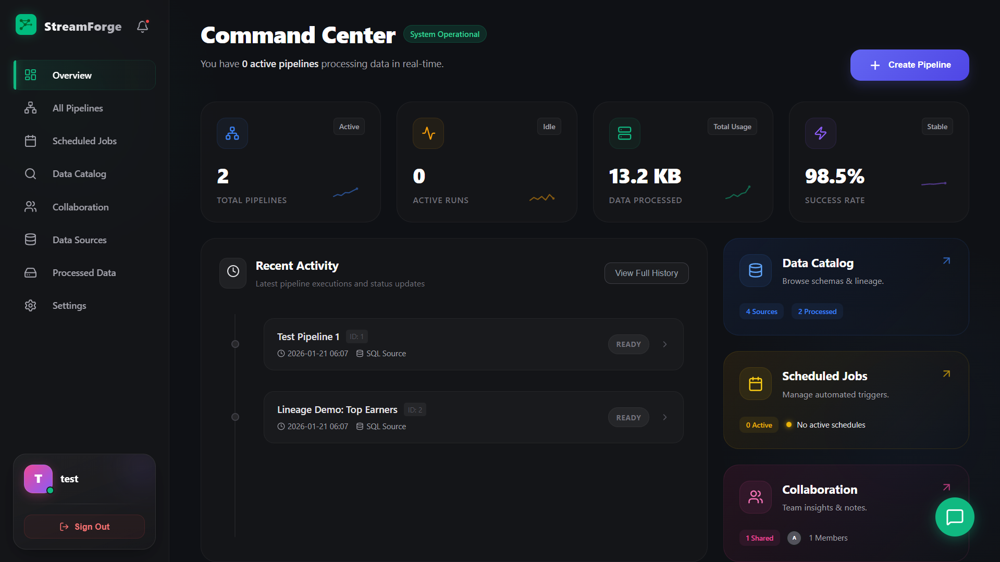 StreamForge
Overview
All Pipelines
Scheduled Jobs
Data Catalog
Collaboration
Data Sources
Processed Data
Settings
T
test
Sign Out
Command Center
System Operational
You have 0 active pipelines processing data in real-time.
Create Pipeline
Active
2
TOTAL PIPELINES
Idle
0
ACTIVE RUNS
Total Usage
13.2 KB
DATA PROCESSED
Stable
98.5%
SUCCESS RATE
Recent Activity
Latest pipeline executions and status updates
View Full History
Test Pipeline 1 ID: 1
2026-01-21 06:07 SQL Source
READY
Lineage Demo: Top Earners ID: 2
2026-01-21 06:07 SQL Source
READY
Data Catalog
Browse schemas & lineage.
4 Sources 2 Processed
Scheduled Jobs
Manage automated triggers.
0 Active No active schedules
Collaboration
Team insights & notes.
1 Shared A 1 Members